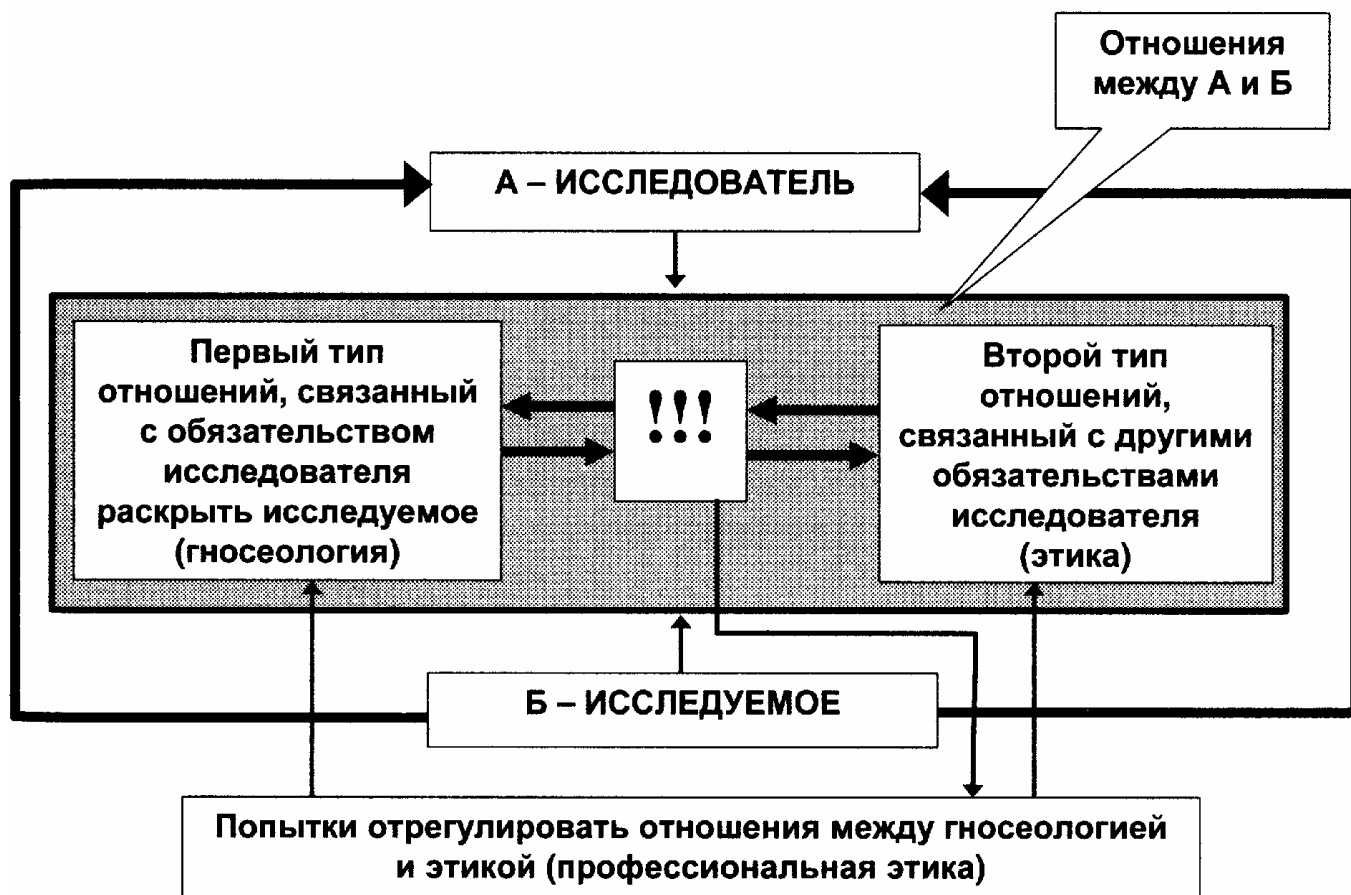 Отношения
между А и Б
А – ИССЛЕДОВАТЕЛЬ
Первый тип
отношений, связанный
с обязательством
исследователя
раскрыть исследуемое
(гносеология)
!!!
Второй тип
отношений,
связанный с другими
обязательствами
исследователя
(этика)
Б – ИССЛЕДУЕМОЕ
Попытки отрегулировать отношения между гносеологией
и этикой (профессиональная этика)